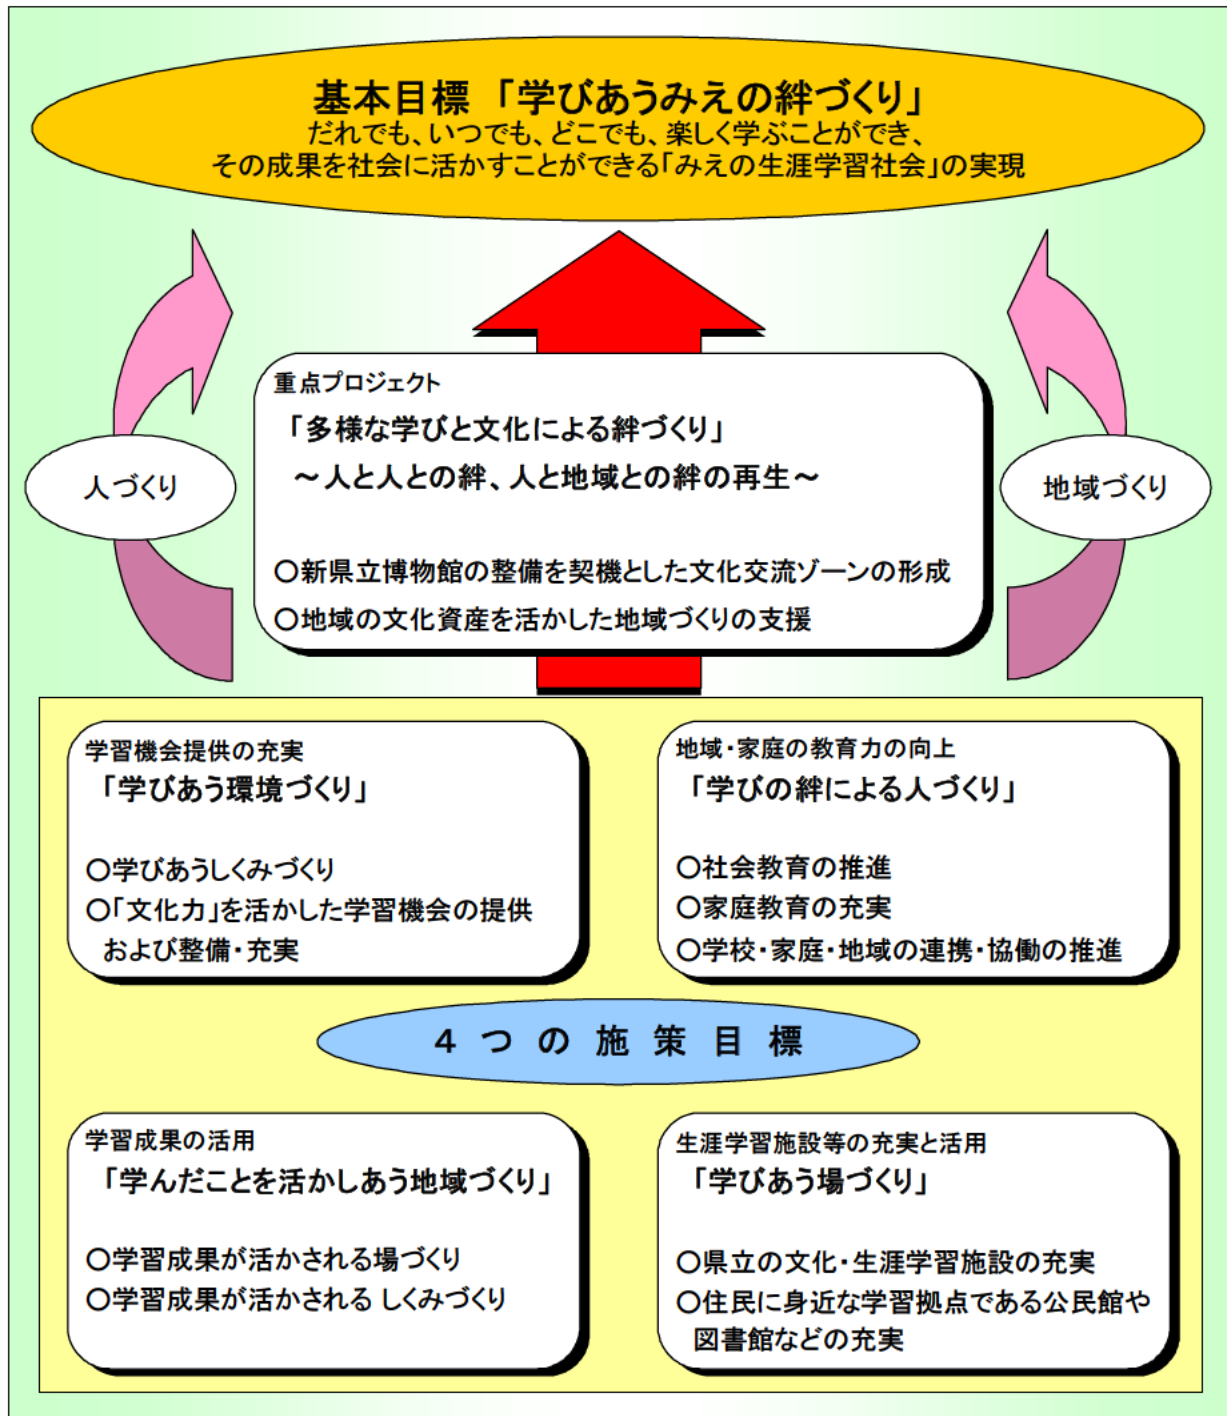 基本目標 「学びあうみえの絆づくり」
だれでも、いつでも、どこでも、楽しく学ぶことができ、
その成果を社会に活かすことができる「みえの生涯学習社会」の実現
重点プロジェクト
「多様な学びと文化による絆づくり」
～人と人との絆、人と地域との絆の再生～
○新県立博物館の整備を契機とした文化交流ゾーンの形成
○地域の文化資産を活かした地域づくりの支援
人づくり
地域づくり
学習機会提供の充実
「学びあう環境づくり」
○学びあうしくみづくり
○「文化力」を活かした学習機会の提供
および整備・充実
地域・家庭の教育力の向上
「学びの絆による人づくり」
○社会教育の推進
○家庭教育の充実
○学校・家庭・地域の連携・協働の推進
4つの施策目標
学習成果の活用
「学んだことを活かしあう地域づくり」
○学習成果が活かされる場づくり
○学習成果が活かされる しくみづくり
生涯学習施設等の充実と活用
「学びあう場づくり」
○県立の文化・生涯学習施設の充実
○住民に身近な学習拠点である公民館や
図書館などの充実